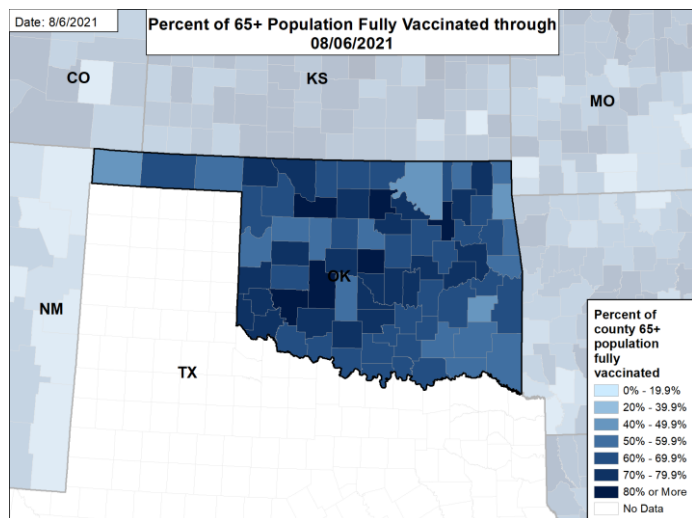 Date: 8/6/2021
Percent of 65+ Population Fully Vaccinated through
08/06/2021
CO
KS
MO
NM
OK
TX
Percent of
county 65+
population
fully
vaccinated
0% - 19.9%
20% - 39.9%
40% - 49.9%
50% - 59.9%
60% - 69.9%
70% - 79.9%
80% or More
No Data